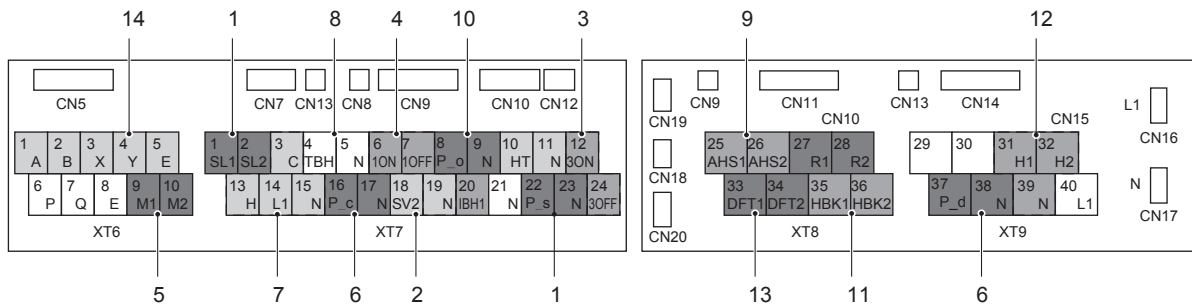 14 1 8 4 10 3 9 12
CN5 CN7 CN13 CN8 CN9 CN10 CN12
CN19 CN9 CN11 CN13 CN14 L1 CN16
CN10 CN15
1 A 2 B 3 X 4 Y 5 E
1 SL1 2 SL2 3 C 4 TBH 5 N 6 1ON 7 1OFF 8 P_o 9 N 10 HT 11 N 12 3ON
CN18
25 AHS1 26 AHS2 27 R1 28 R2
29 30 31 H1 32 H2
6 P 7 Q 8 E 9 M1 10 M2
13 H 14 L1 15 N 16 P_c 17 N 18 SV2 19 N 20 IBH1 21 N 22 P_s 23 N 24 3OFF
CN20
33 DFT1 34 DFT2 35 HBK1 36 HBK2
37 P_d 38 N 39 N 40 L1
N CN17
XT6 XT7 XT8 XT9
5 7 6 2 1 13 11 6